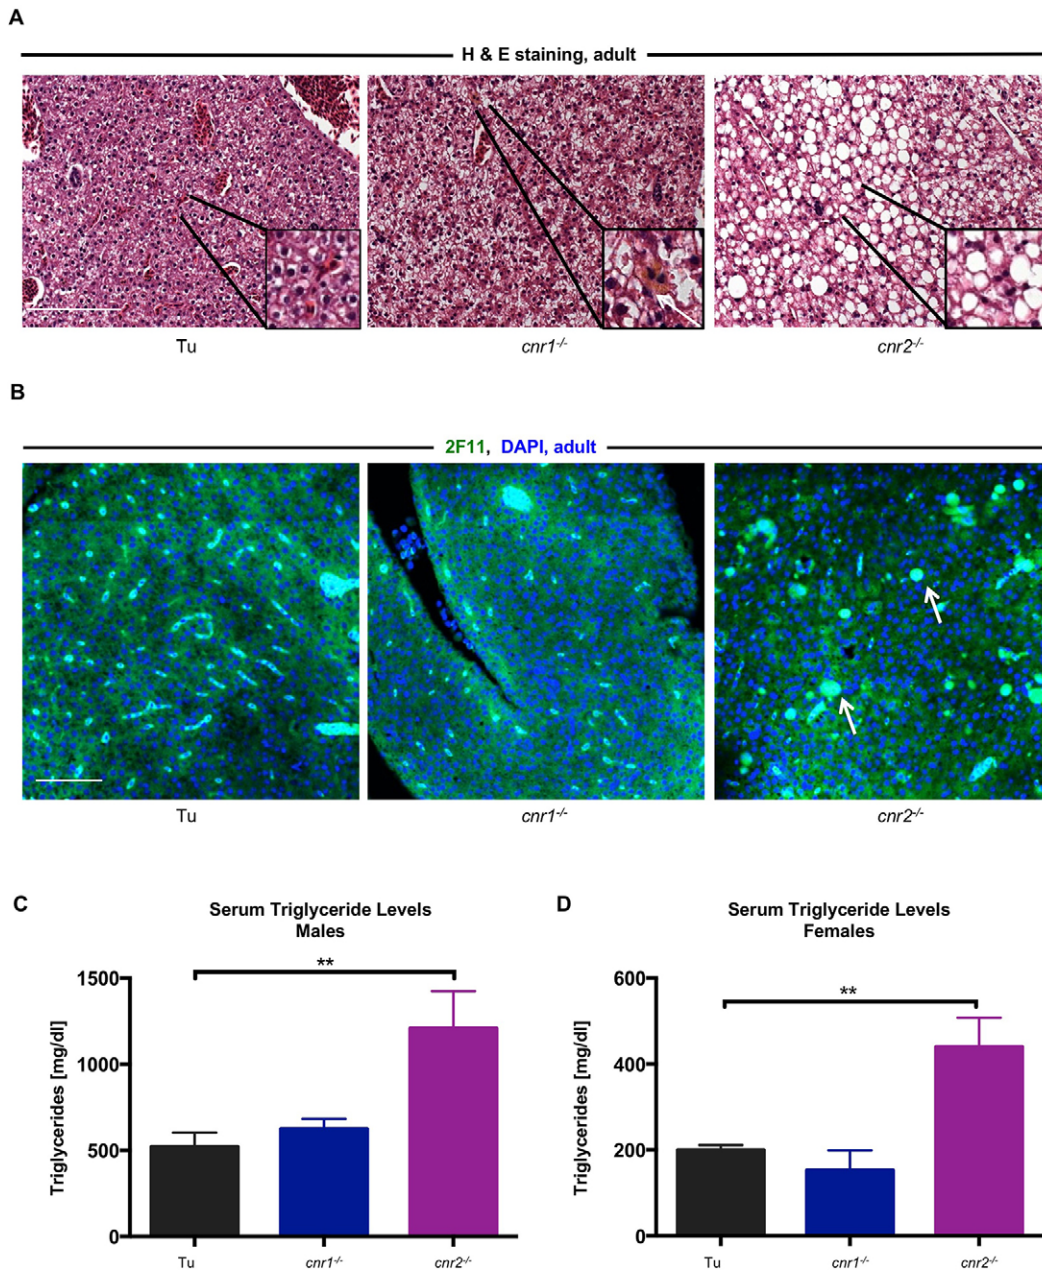 A
H & E staining, adult
Tu
cnr1-/-
cnr2-/-
B
2F11, DAPI, adult
Tu
cnr1-/-
cnr2-/-
C
Serum Triglyceride Levels
Males
**
Triglycerides [mg/dl]
1500
1000
500
0
Tu
cnr1-/-
cnr2-/-
D
Serum Triglyceride Levels
Females
**
Triglycerides [mg/dl]
600
400
200
0
Tu
cnr1-/-
cnr2-/-